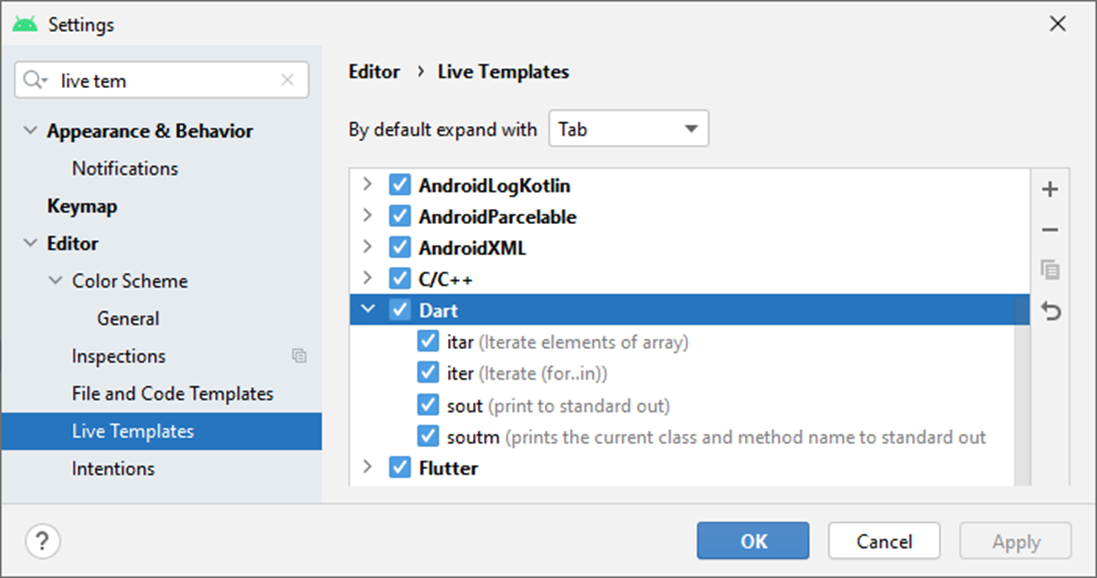 Settings
live tem
Appearance & Behavior
Notifications
Keymap
Editor
Color Scheme
General
Inspections
File and Code Templates
Live Templates
Intentions
Editor › Live Templates
By default expand with Tab
AndroidLogKotlin
AndroidParcelable
AndroidXML
C/C++
Dart
itar (Iterate elements of array)
iter (Iterate (for..in))
sout (print to standard out)
soutm (prints the current class and method name to standard out
Flutter
?
OK
Cancel
Apply